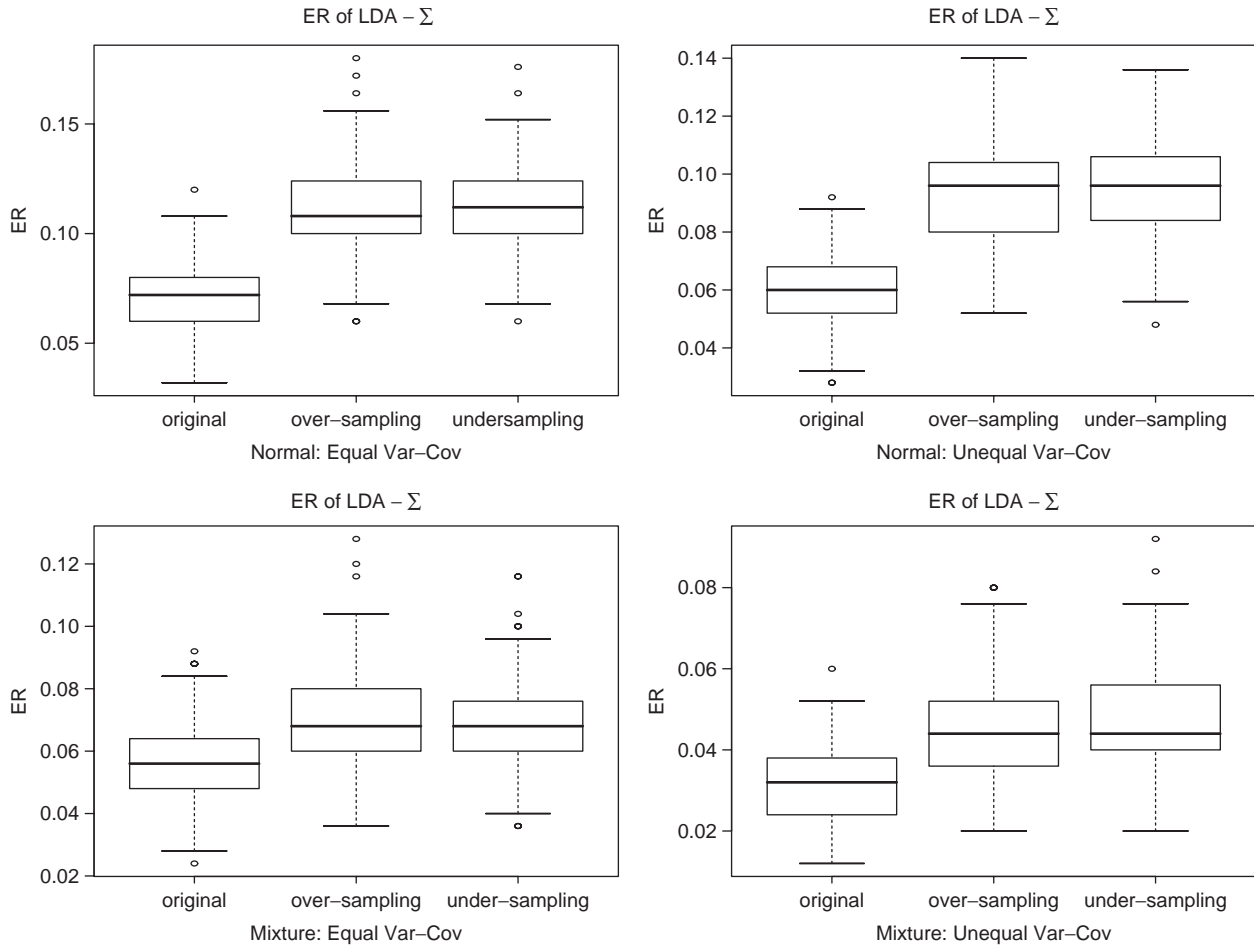 ER of LDA – Σ
ER
0.15
0.10
0.05
original over−sampling undersampling
Normal: Equal Var−Cov
ER of LDA – Σ
ER
0.14
0.12
0.10
0.08
0.06
0.04
original over−sampling under−sampling
Normal: Unequal Var−Cov
ER of LDA – Σ
ER
0.12
0.10
0.08
0.06
0.04
0.02
original over−sampling under−sampling
Mixture: Equal Var−Cov
ER of LDA – Σ
ER
0.08
0.06
0.04
0.02
original over−sampling under−sampling
Mixture: Unequal Var−Cov